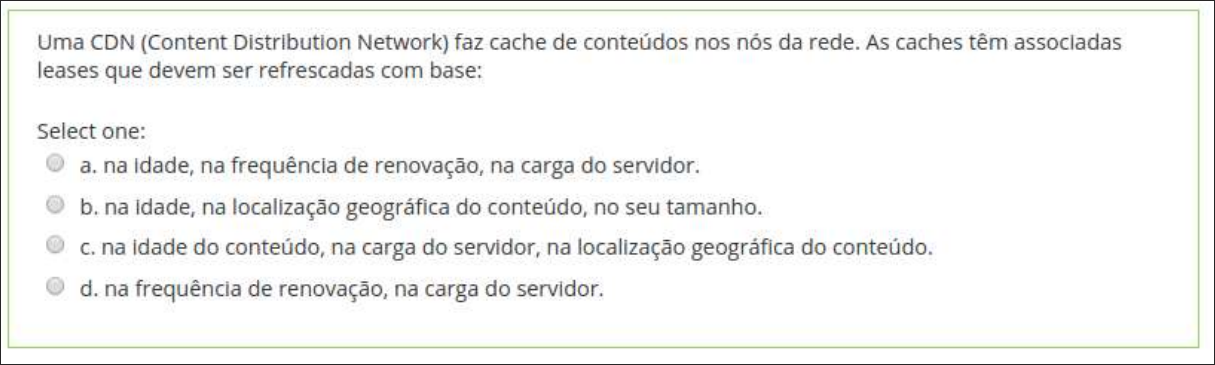 Uma CDN (Content Distribution Network) faz cache de conteúdos nos nós da rede. As caches têm associadas
leases que devem ser refrescadas com base:
Select one:
a. na idade, na frequência de renovação, na carga do servidor.
b. na idade, na localização geográfica do conteúdo, no seu tamanho.
c. na idade do conteúdo, na carga do servidor, na localização geográfica do conteúdo.
d. na frequência de renovação, na carga do servidor.